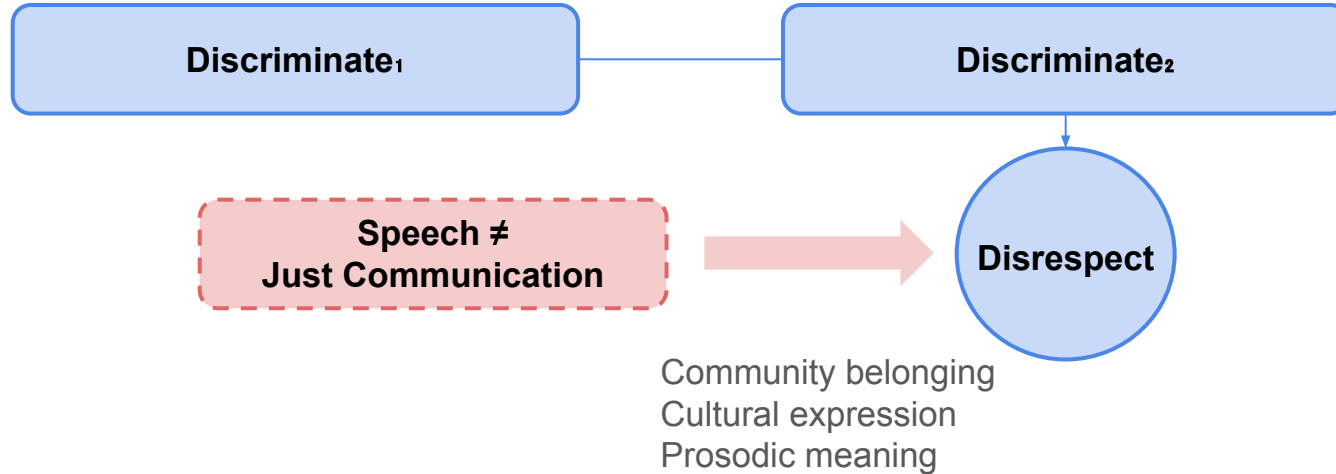 Discriminate₁
Discriminate₂
Speech ≠
Just Communication
Disrespect
Community belonging
Cultural expression
Prosodic meaning